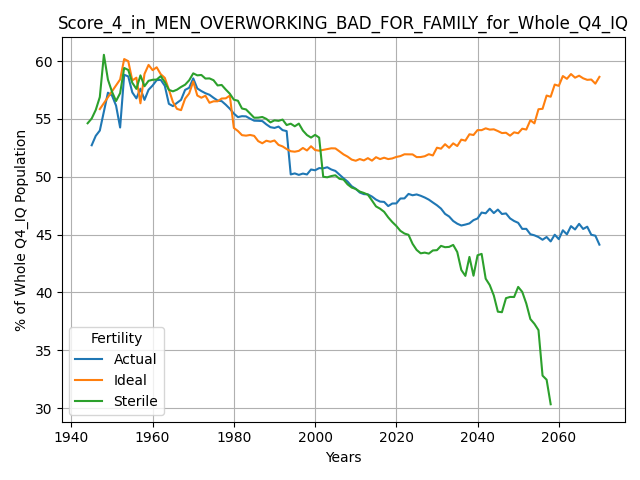 Score_4_in_MEN_OVERWORKING_BAD_FOR_FAMILY_for_Whole_Q4_IQ
% of Whole Q4_IQ Population
60
55
50
45
40
35
30
Fertility
Actual
Ideal
Sterile
1940
1960
1980
2000
2020
2040
2060
Years